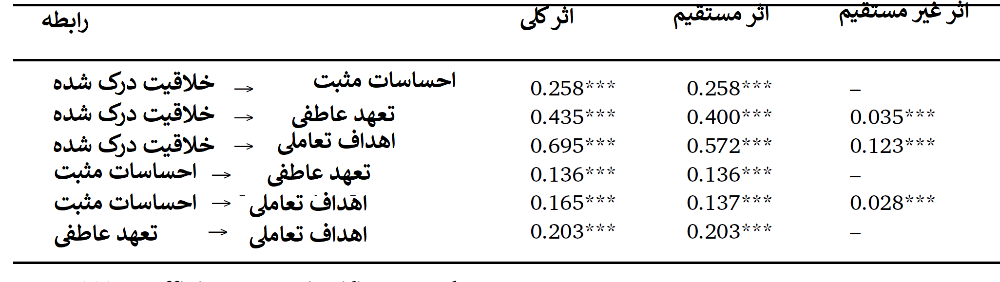 رابطه اثر کلی اثر مستقیم اثر غیر مستقیم
خلاقیت درک شده → احساسات مثبت 0.258*** 0.258*** –
خلاقیت درک شده → تعهد عاطفی 0.435*** 0.400*** 0.035***
خلاقیت درک شده → اهداف تعاملی 0.695*** 0.572*** 0.123***
احساسات مثبت → تعهد عاطفی 0.136*** 0.136*** –
احساسات مثبت → اهداف تعاملی 0.165*** 0.137*** 0.028***
تعهد عاطفی → اهداف تعاملی 0.203*** 0.203*** –